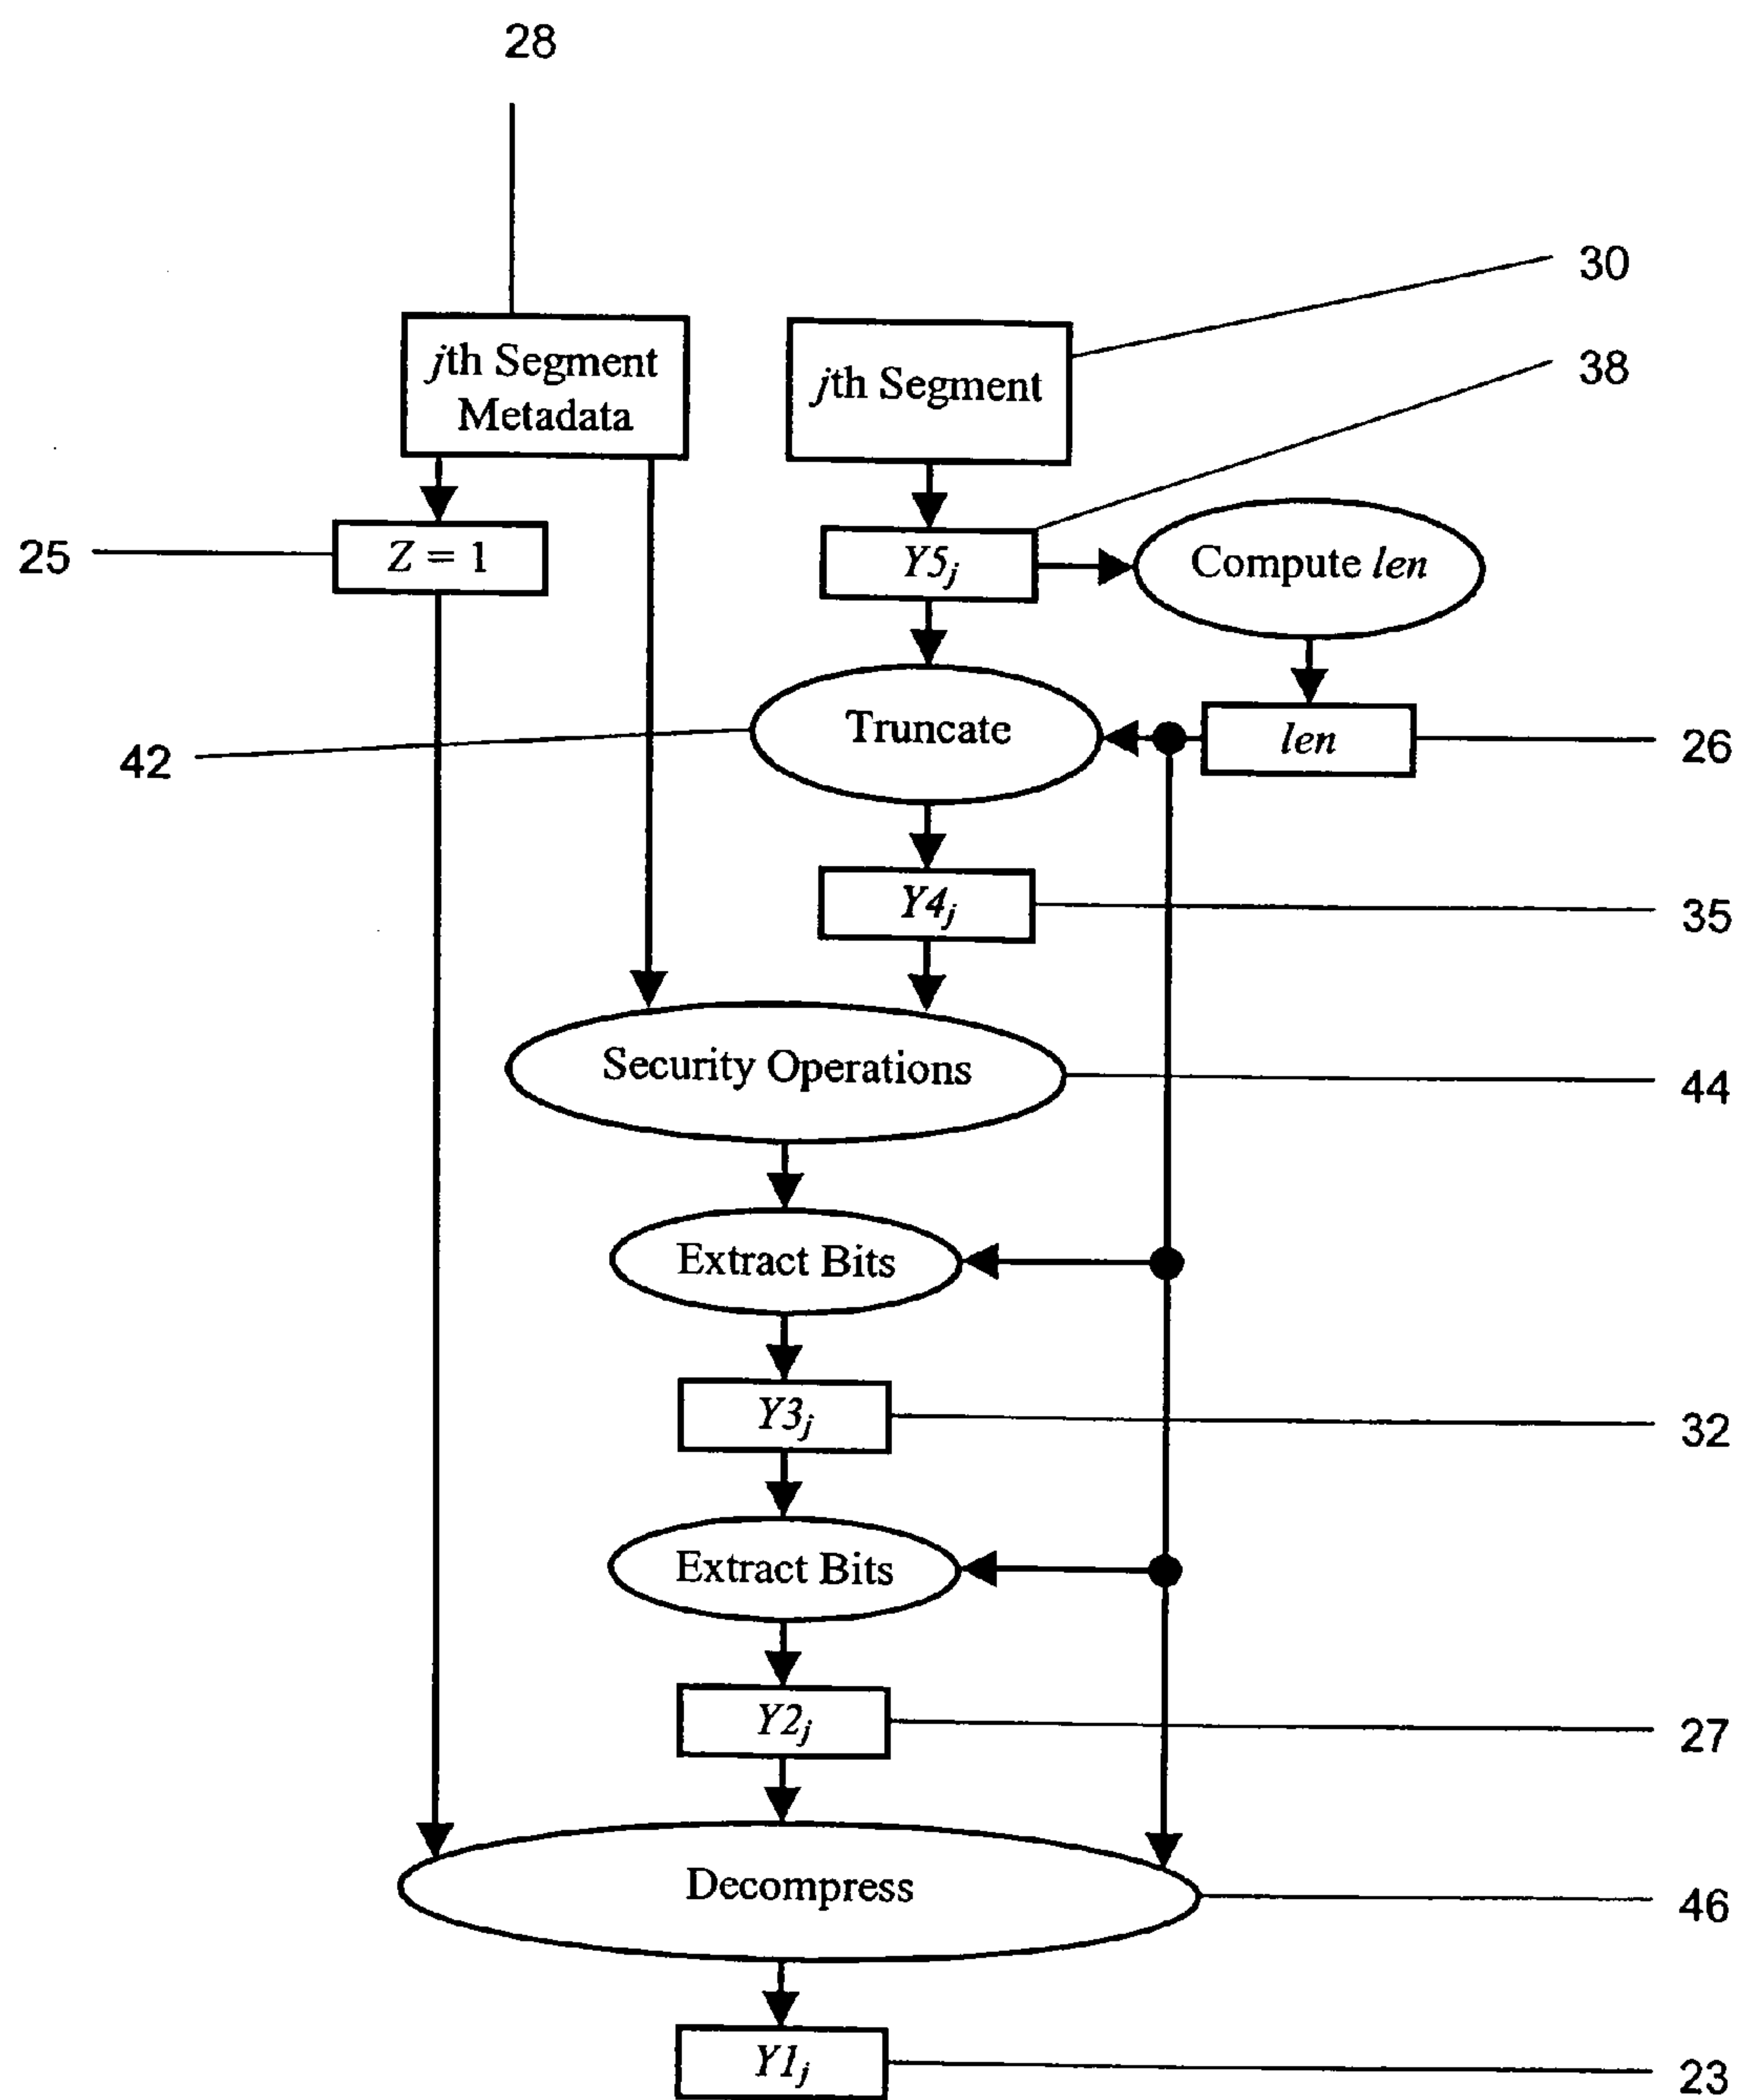 28
30
jth Segment
Metadata
jth Segment
38
25
Z = 1
Y5j
Compute len
42
Truncate
len
26
Y4j
35
Security Operations
44
Extract Bits
Y3j
32
Extract Bits
Y2j
27
Decompress
46
Y1j
23